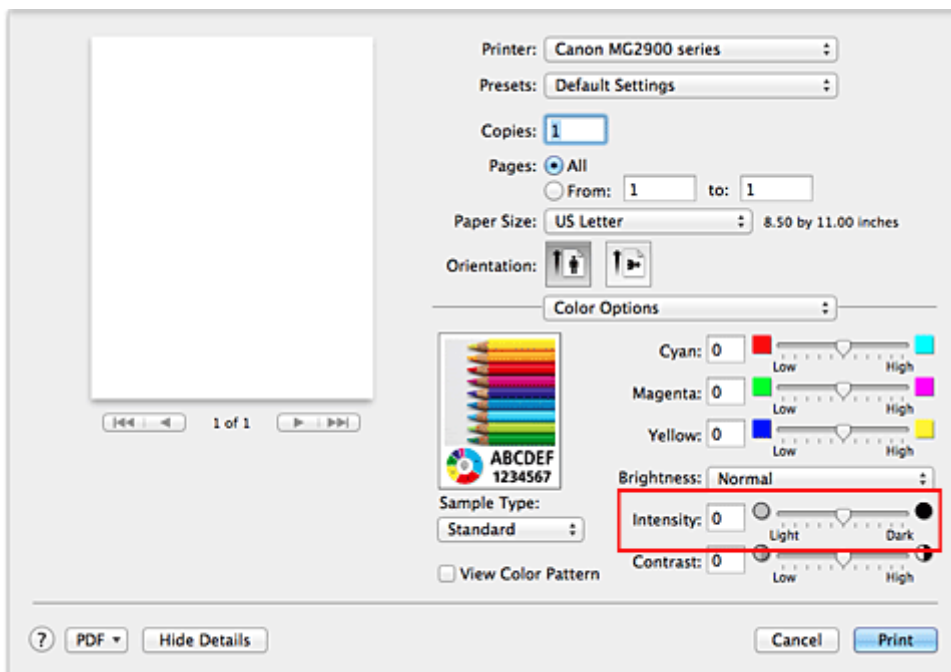 Printer: Canon MG2900 series
Presets: Default Settings
Copies: 1
Pages: All
From: 1 to: 1
Paper Size: US Letter 8.50 by 11.00 inches
Orientation:
Color Options
1 of 1
ABCDEF
1234567
Sample Type:
Standard
View Color Pattern
Cyan: 0
Low High
Magenta: 0
Low High
Yellow: 0
Low High
Brightness: Normal
Intensity: 0
Light Dark
Contrast: 0
Low High
? PDF Hide Details Cancel Print